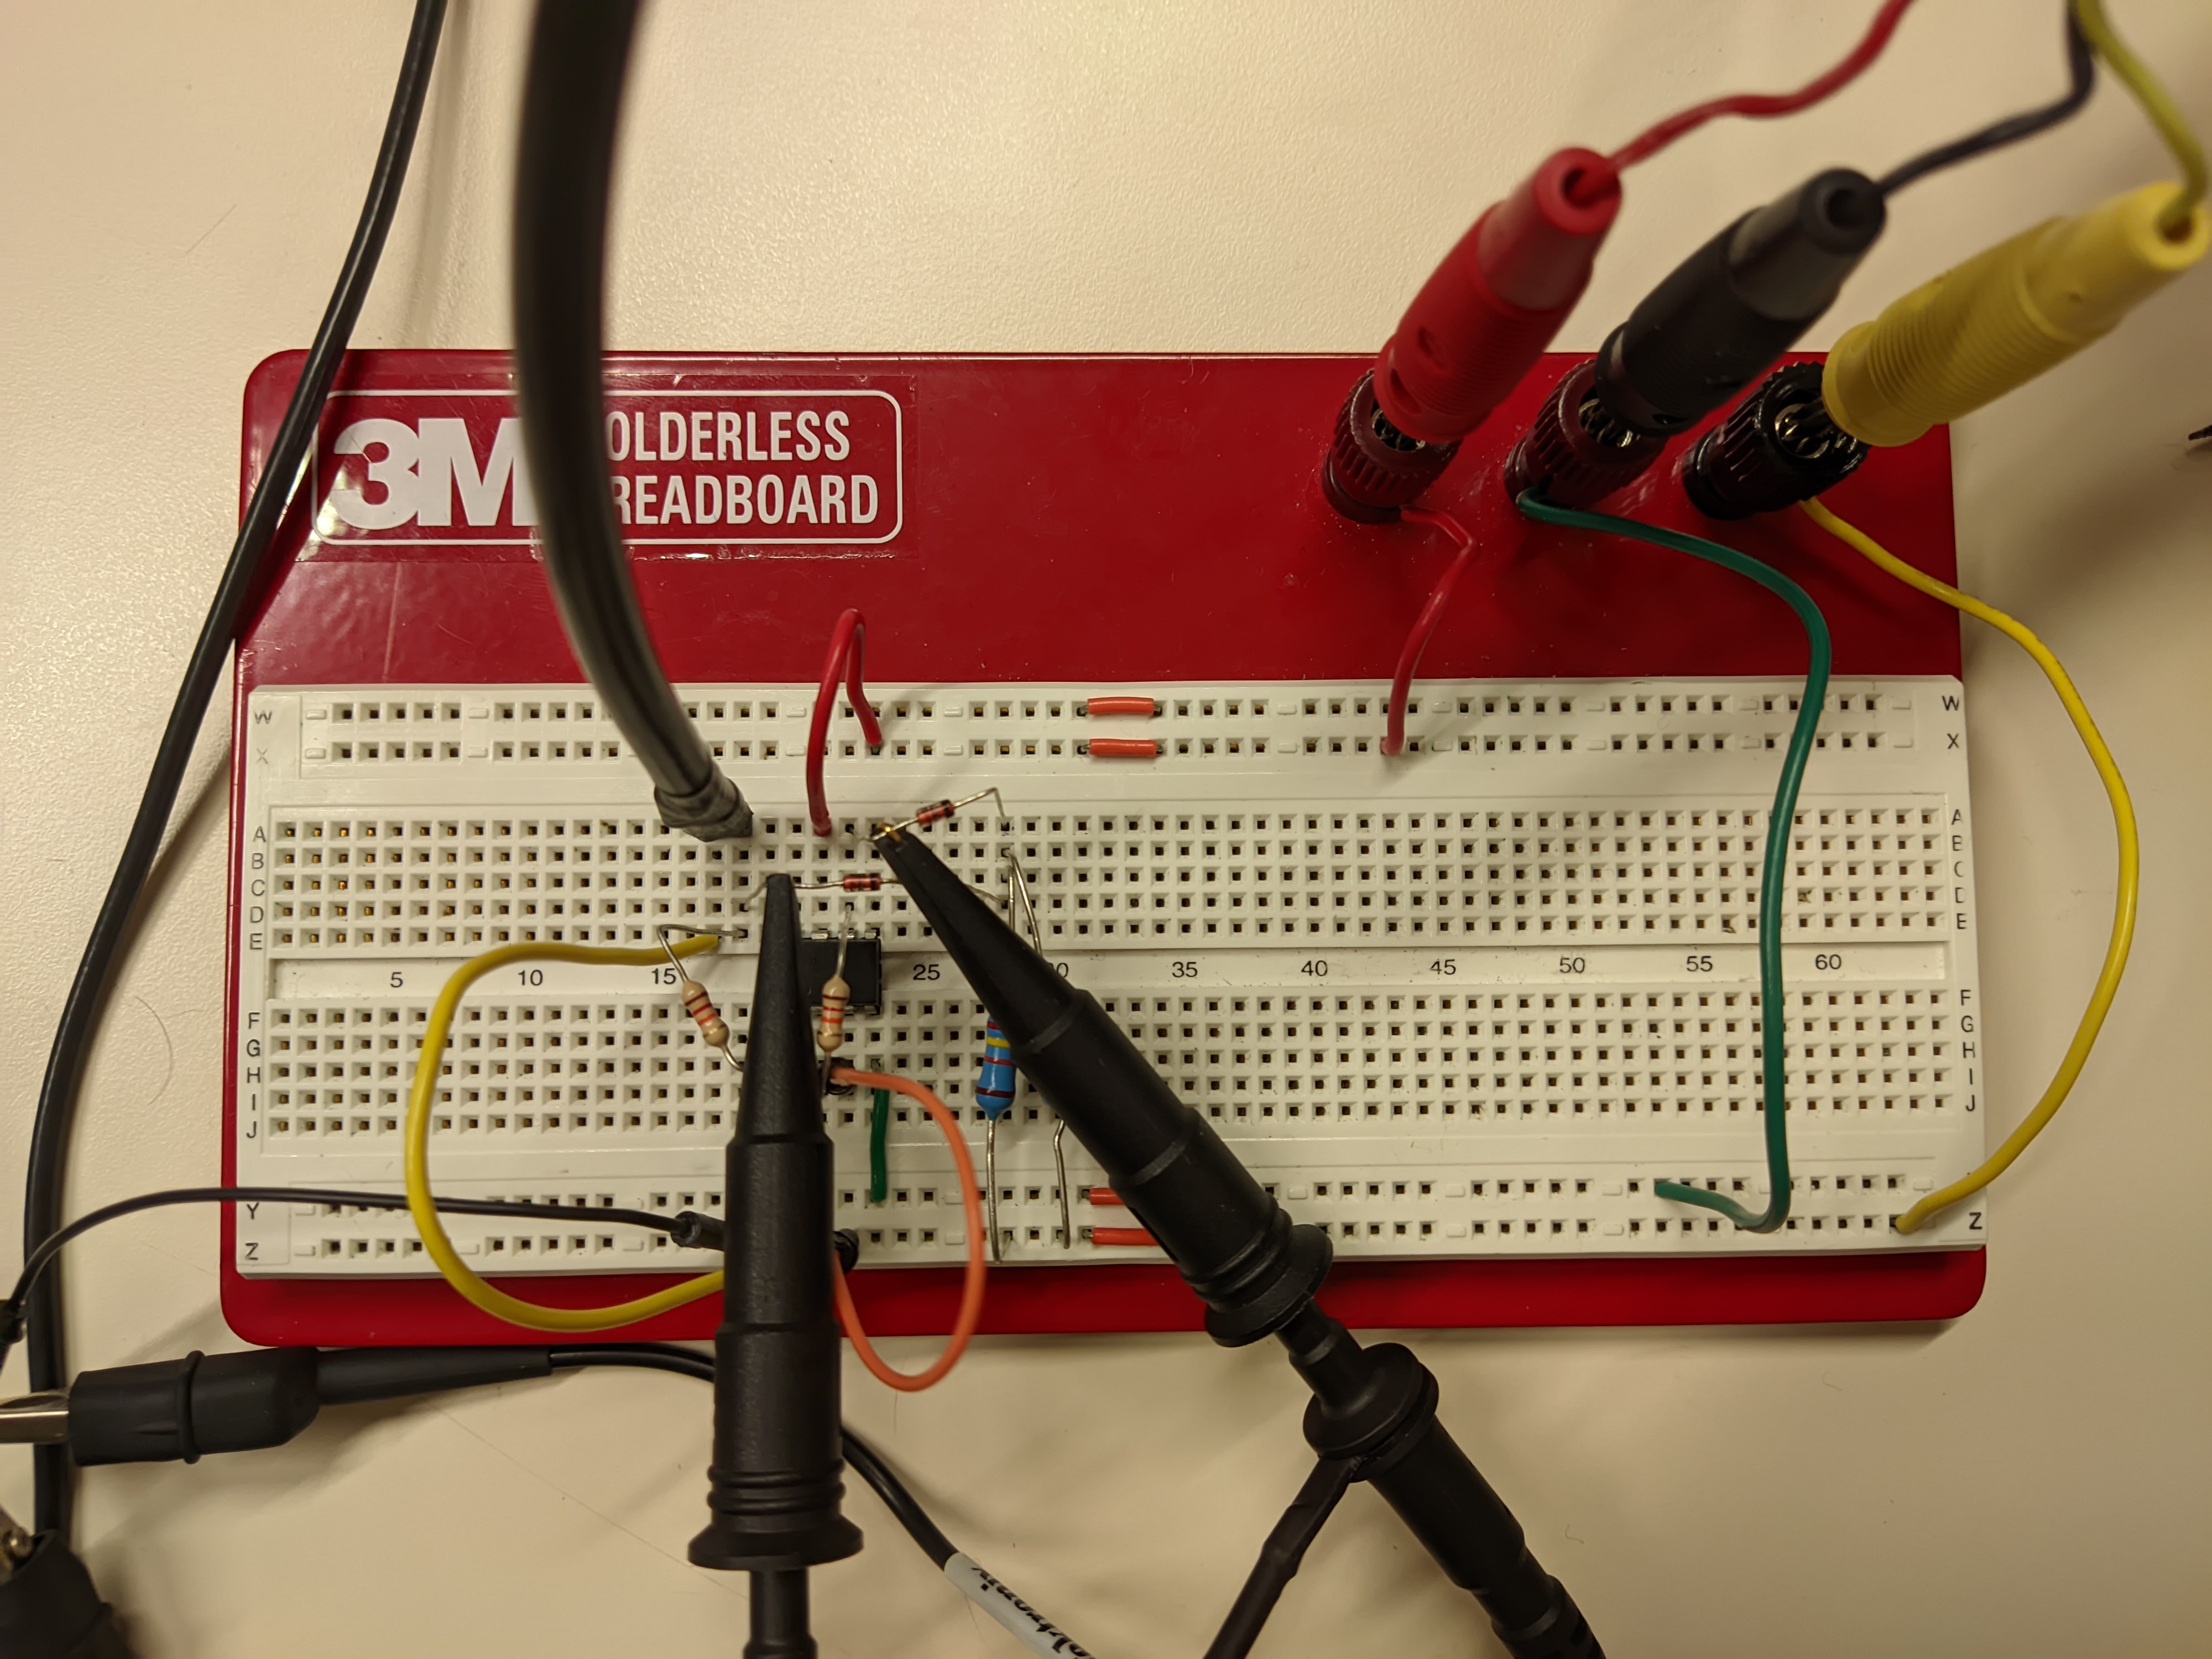 3M OLDERLESS
READBOARD
W W
X X
A A
B B
C C
D
E E
5 10 15 25 35 40 45 50 55 60
F F
G G
H H
I I
J J
Y
Z Z